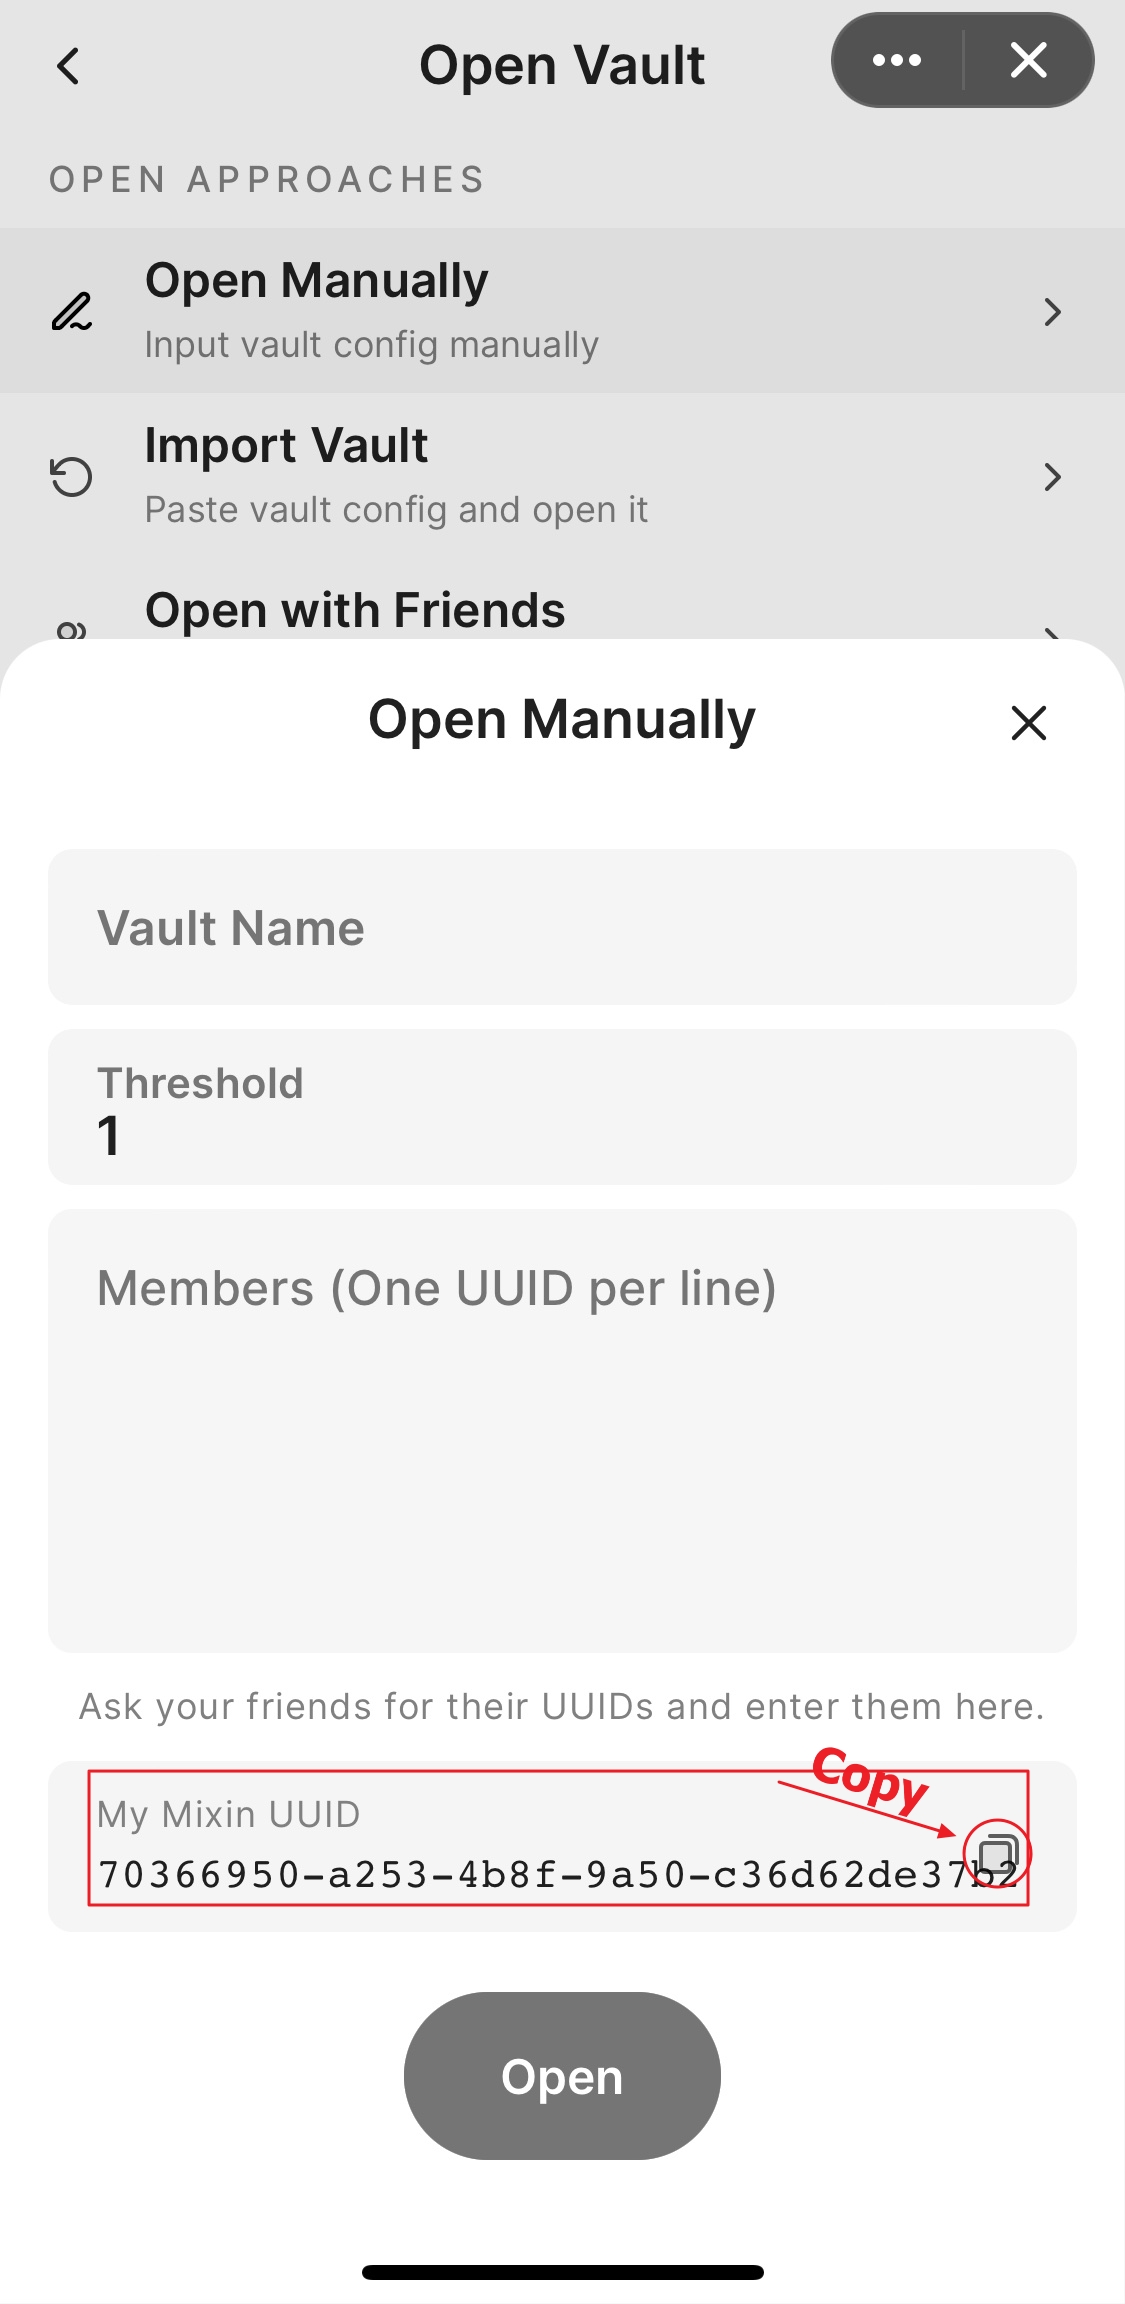 Open Vault
OPEN APPROACHES
Open Manually
Input vault config manually
Import Vault
Paste vault config and open it
Open with Friends
Open Manually
Vault Name
Threshold
1
Members (One UUID per line)
Ask your friends for their UUIDs and enter them here.
Copy
My Mixin UUID
70366950-a253-4b8f-9a50-c36d62de37b2
Open